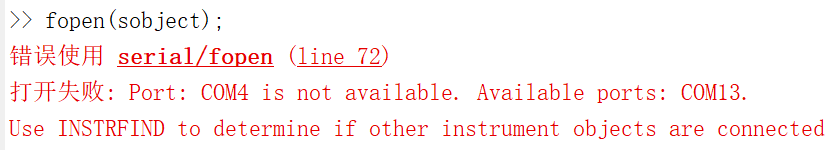 >> fopen(sobject);
错误使用 serial/fopen (line 72)
打开失败: Port: COM4 is not available. Available ports: COM13.
Use INSTRFIND to determine if other instrument objects are connected